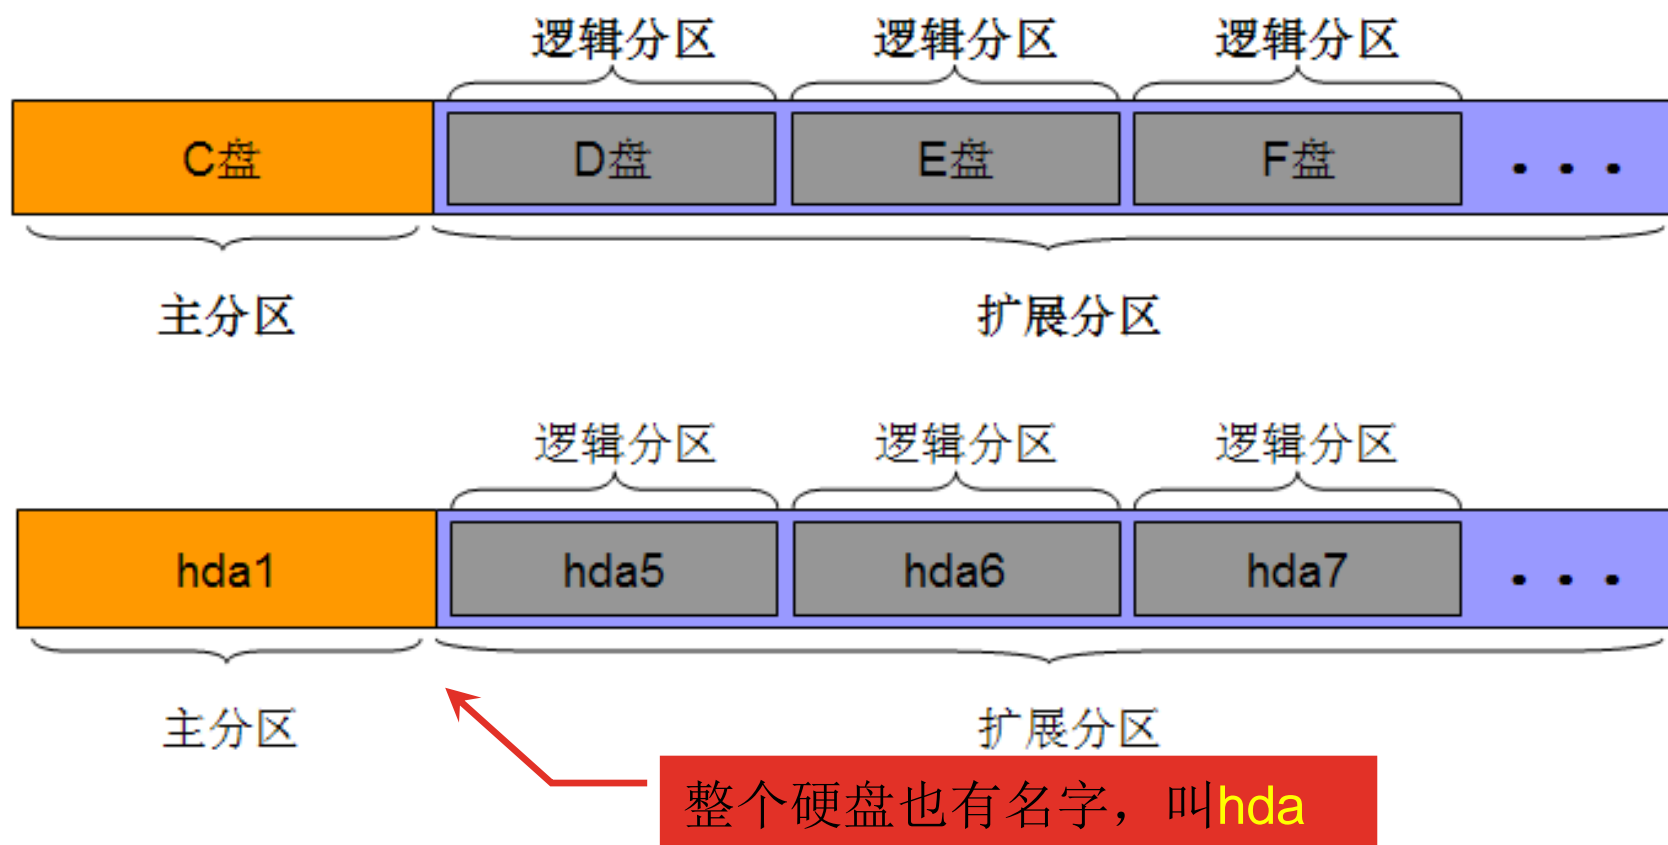 逻辑分区 逻辑分区 逻辑分区
C盘 D盘 E盘 F盘 ···
主分区 扩展分区
逻辑分区 逻辑分区 逻辑分区
hda1 hda5 hda6 hda7 ···
主分区 扩展分区
整个硬盘也有名字，叫hda